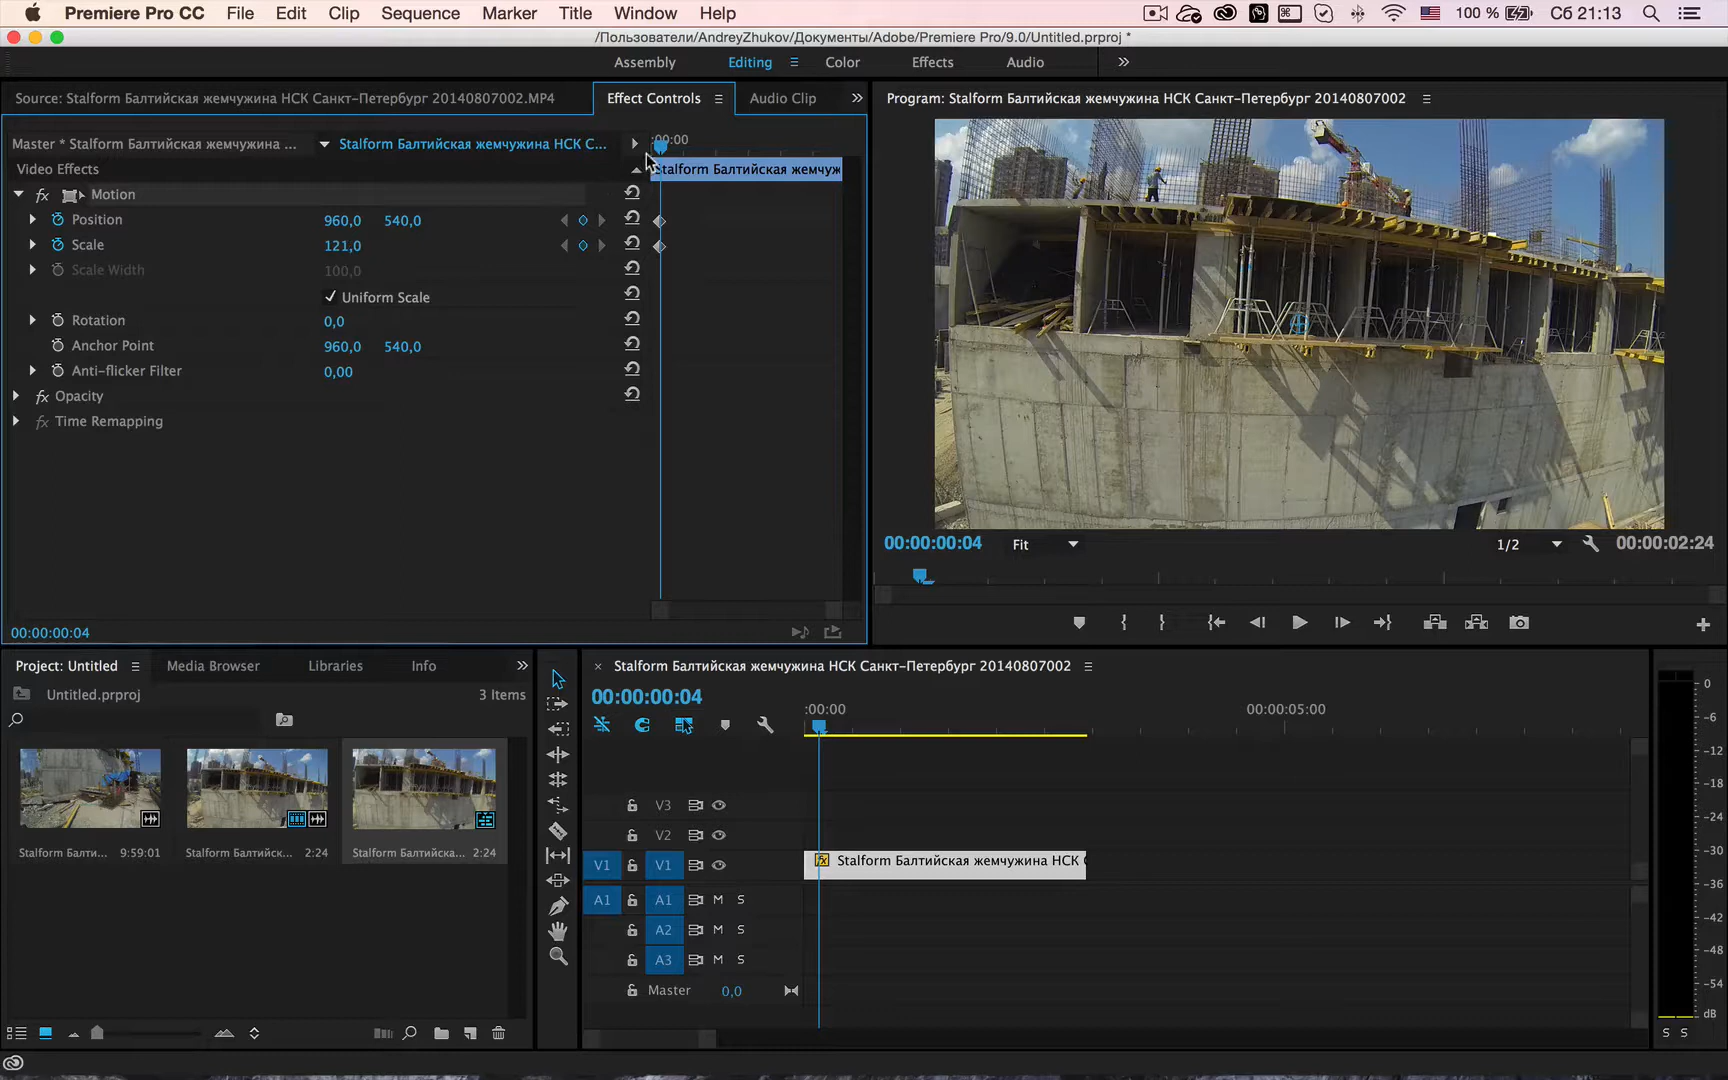 Premiere Pro CC File Edit Clip Sequence Marker Title Window Help 100 % Сб 21:13
/Пользователи/AndreyZhukov/Документы/Adobe/Premiere Pro/9.0/Untitled.prproj *
Assembly Editing Color Effects Audio
Source: Stalform Балтийская жемчужина НСК Санкт-Петербург 20140807002.MP4 Effect Controls Audio Clip
Program: Stalform Балтийская жемчужина НСК Санкт-Петербург 20140807002
Master * Stalform Балтийская жемчужина ... Stalform Балтийская жемчужина НСК С... :00:00
Video Effects Stalform Балтийская жемчуж
fx Motion
Position 960,0 540,0
Scale 121,0
Scale Width 100,0
Uniform Scale
Rotation 0,0
Anchor Point 960,0 540,0
Anti-flicker Filter 0,00
fx Opacity
fx Time Remapping
00:00:00:04 Fit 1/2 00:00:02:24
00:00:00:04
Project: Untitled Media Browser Libraries Info
Untitled.prproj 3 Items
Stalform Балти... 9:59:01 Stalform Балтийск... 2:24 Stalform Балтийска... 2:24
Stalform Балтийская жемчужина НСК Санкт-Петербург 20140807002
00:00:00:04 :00:00 00:00:05:00
V3
V2
V1 V1 fx Stalform Балтийская жемчужина НСК С
A1 A1 M S
A2 M S
A3 M S
Master 0,0
0
-6
-12
-18
-24
-30
-36
-42
-48
-54
dB
S S